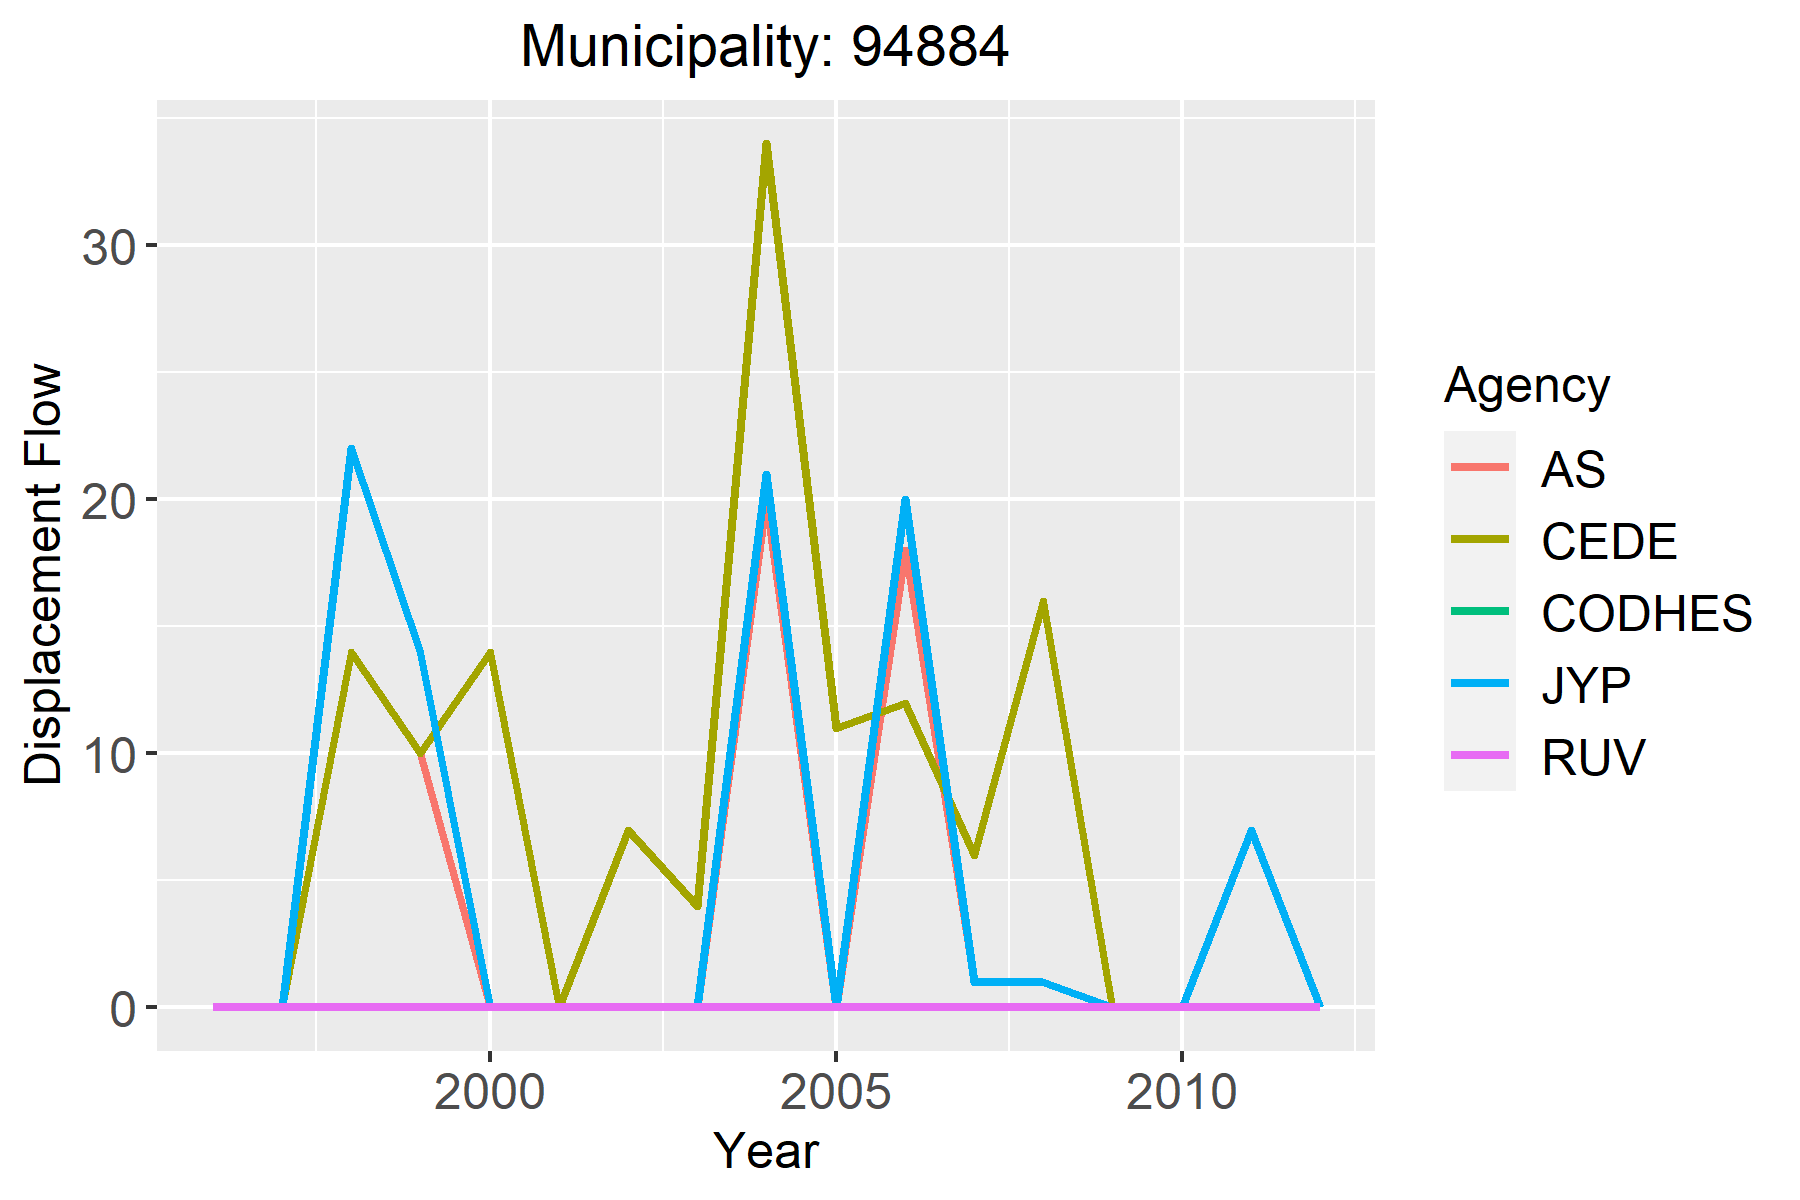 Municipality: 94884
Displacement Flow
30
20
10
0
2000
2005
2010
Year
Agency
AS
CEDE
CODHES
JYP
RUV